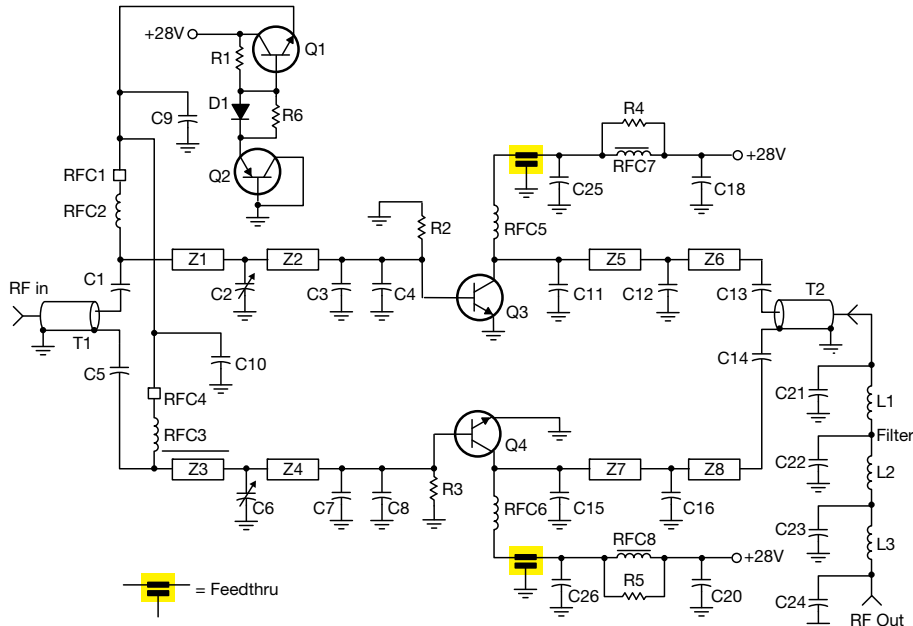 +28V
Q1
R1
D1
R6
C9
Q2
R4
RFC7
+28V
C25
C18
RFC1
RFC2
RFC5
R2
Z1
Z2
Z5
Z6
C1
C2
C3
C4
Q3
C11
C12
C13
T2
RF in
T1
C10
C14
C5
RFC4
C21
L1
RFC3
Q4
Filter
Z3
Z4
Z7
Z8
C22
L2
C6
C7
C8
R3
RFC6
C15
C16
C23
L3
RFC8
+28V
= Feedthru
C26
R5
C20
C24
RF Out